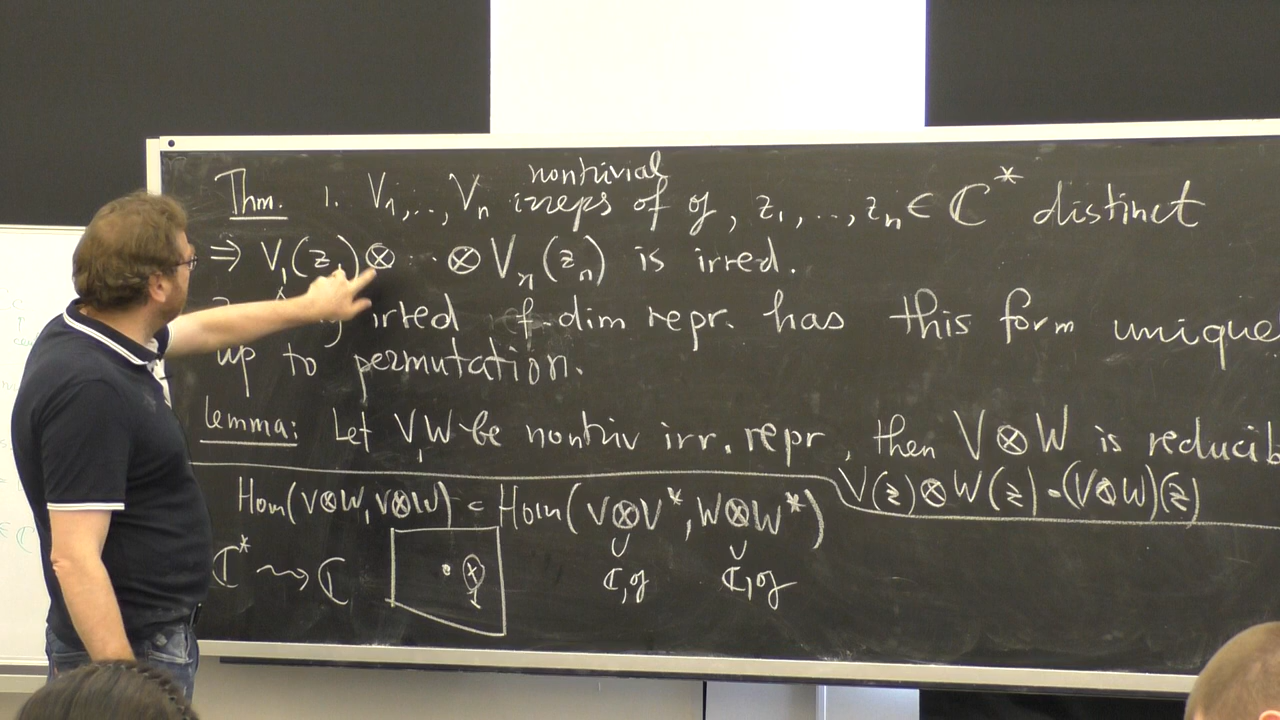 nontrivial
Thm. 1. V₁,..,Vₙ irreps of 𝔤, z₁,..,zₙ ∈ ℂ* distinct
⇒ V₁(z₁)⊗..⊗Vₙ(zₙ) is irred.
irred f.dim repr. has this form unique
up to permutation.
Lemma: Let V,W be nontriv irr. repr, then V⊗W is reducib
V(z)⊗W(z)=(V⊗W)(z)
Hom(V⊗W,V⊗W) = Hom(V⊗V*,W⊗W*)
∪ ∪
ℂ* ⇝ ℂ ℂ,𝔤 ℂ,𝔤